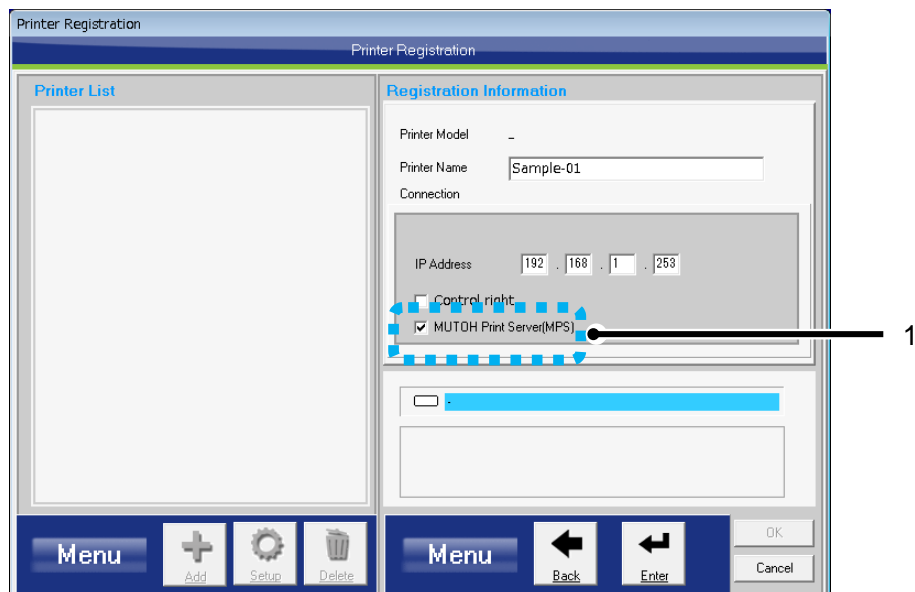 Printer Registration
Printer Registration
Printer List
Registration Information
Printer Model -
Printer Name Sample-01
Connection
IP Address 192 . 168 . 1 . 253
Control right
MUTOH Print Server(MPS)
1
-
Menu
Add
Setup
Delete
Menu
Back
Enter
OK
Cancel